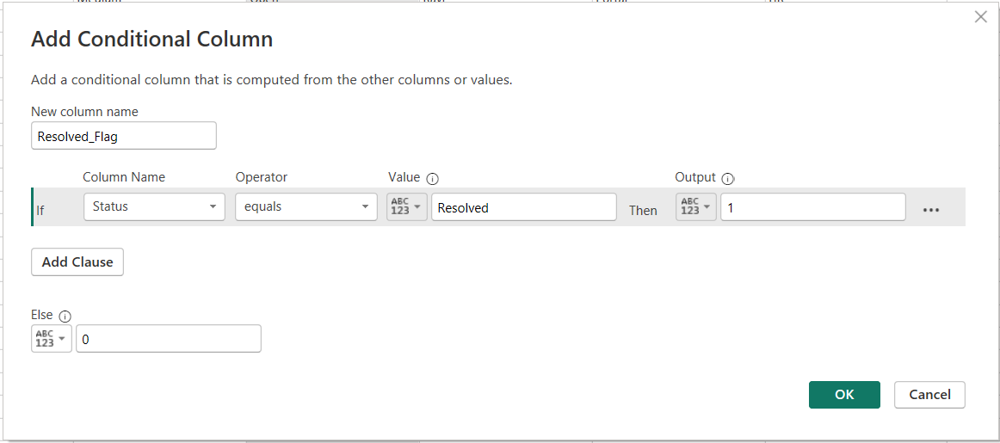 Add Conditional Column
Add a conditional column that is computed from the other columns or values.
New column name
Resolved_Flag
Column Name Operator Value Output
If Status equals ABC 123 Resolved Then ABC 123 1 ...
Add Clause
Else
ABC 123 0
OK Cancel